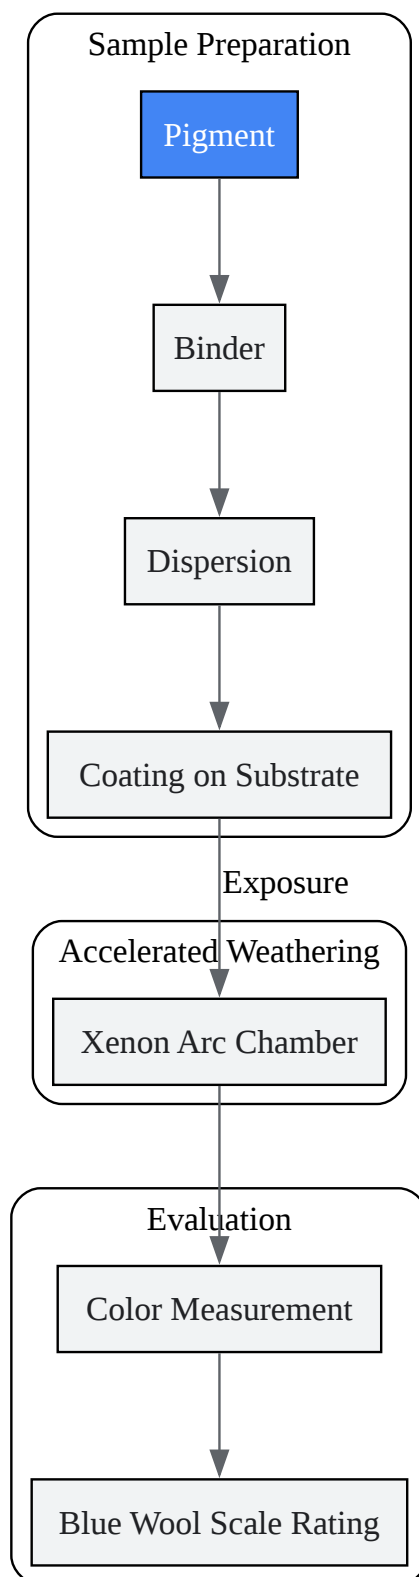 Sample Preparation
Pigment
Binder
Dispersion
Coating on Substrate
Exposure
Accelerated Weathering
Xenon Arc Chamber
Evaluation
Color Measurement
Blue Wool Scale Rating